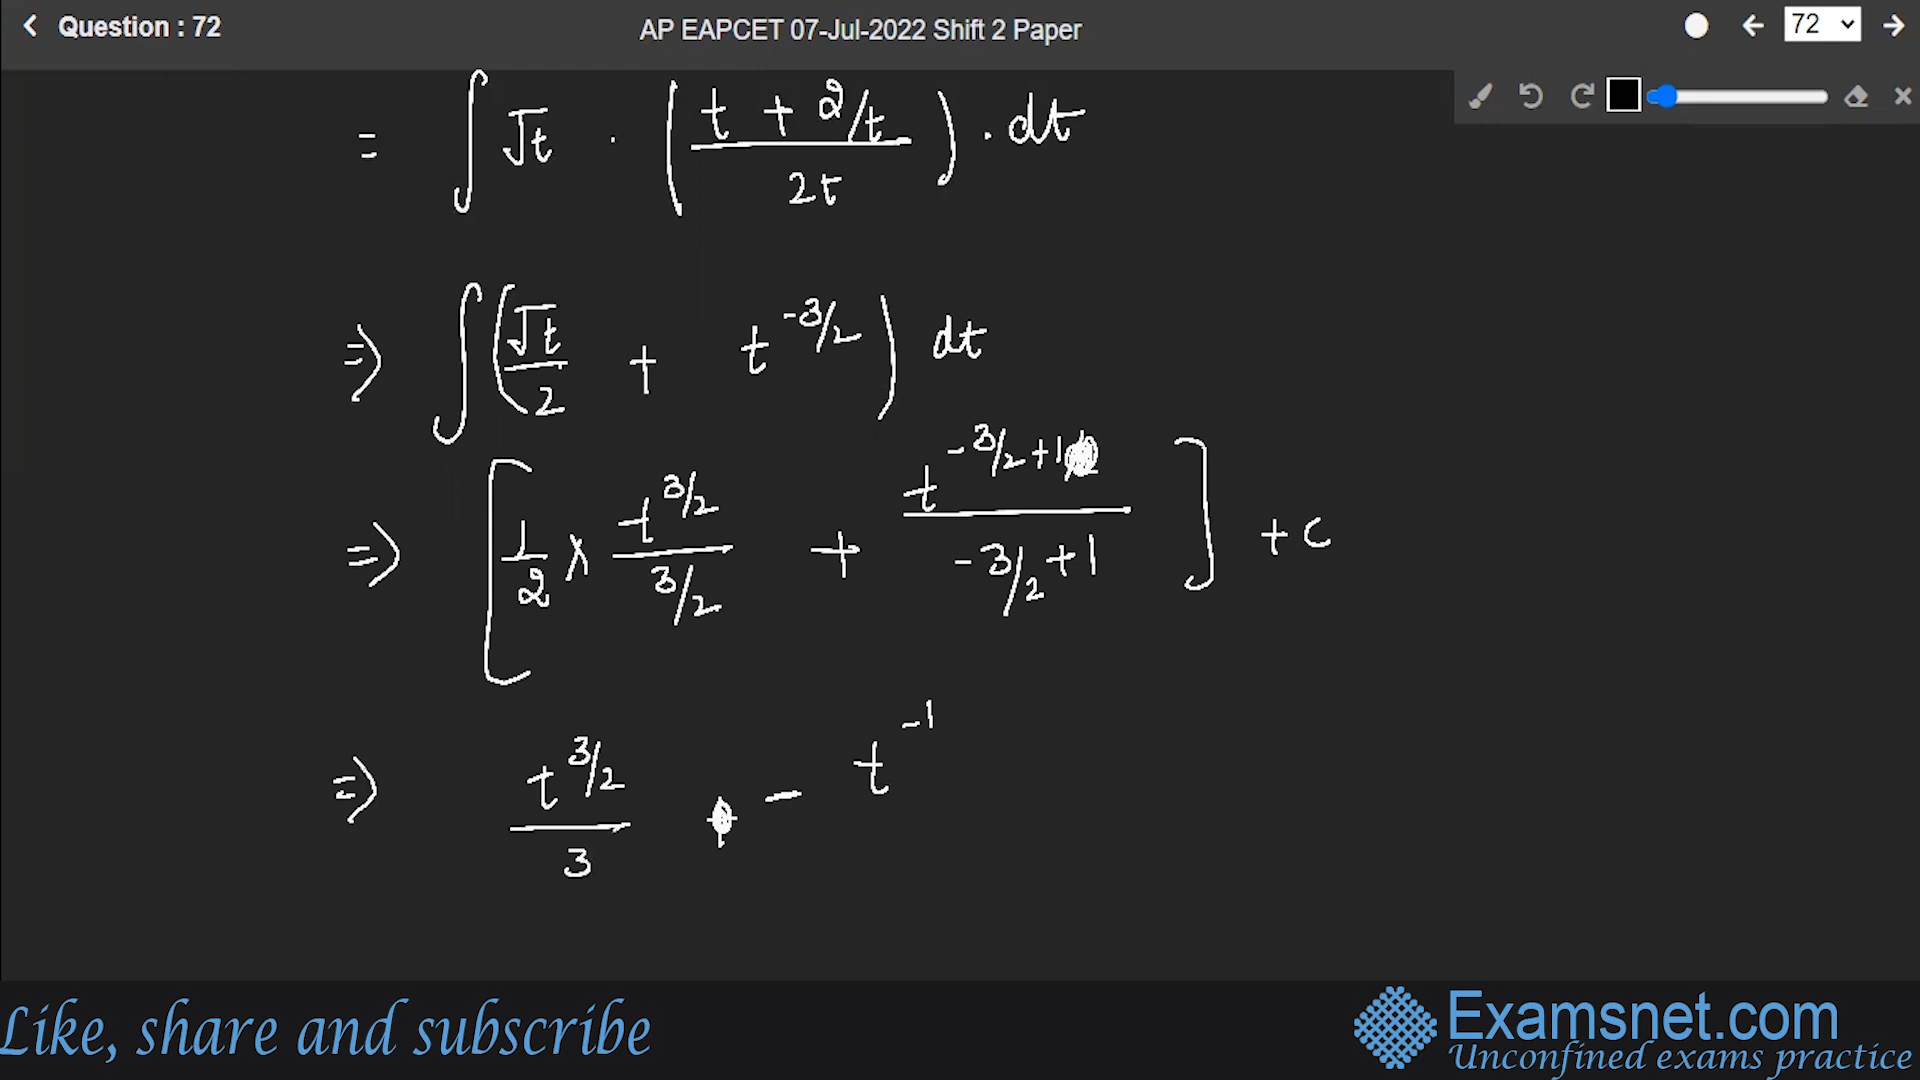 Question : 72
AP EAPCET 07-Jul-2022 Shift 2 Paper
72
= ∫ √t · ( (t + 2/t) / 2t ) · dt
⇒ ∫ ( √t/2 + t^(-3/2) ) dt
⇒ [ 1/2 × t^(3/2) / (3/2) + t^(-3/2+1) / (-3/2+1) ] + c
⇒ t^(3/2) / 3 - t^(-1)
Like, share and subscribe
Examsnet.com
Unconfined exams practice